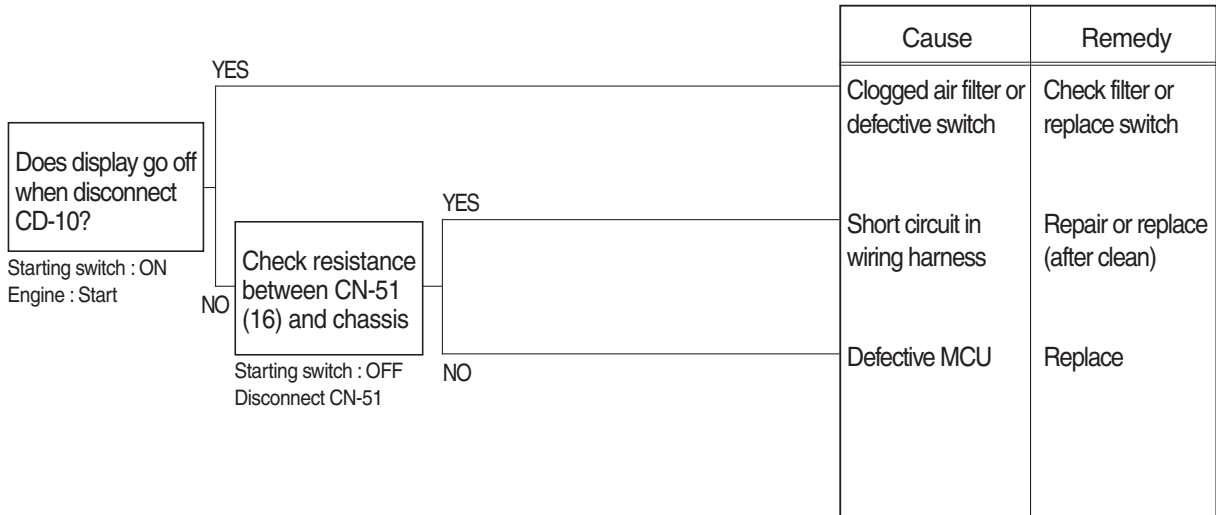 Cause
Remedy
YES
Clogged air filter or
defective switch
Check filter or
replace switch
Does display go off
when disconnect
CD-10?
Starting switch : ON
Engine : Start
NO
Check resistance
between CN-51
(16) and chassis
Starting switch : OFF
Disconnect CN-51
YES
Short circuit in
wiring harness
Repair or replace
(after clean)
NO
Defective MCU
Replace